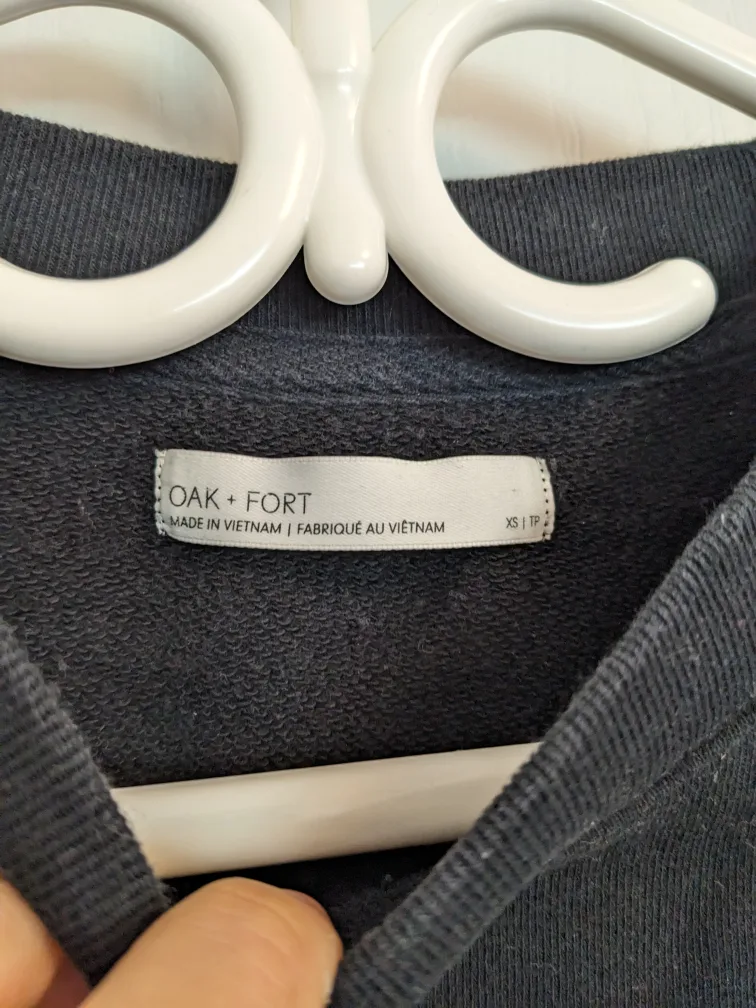 OAK + FORT
MADE IN VIETNAM | FABRIQUÉ AU VIÊTNAM XS | TP